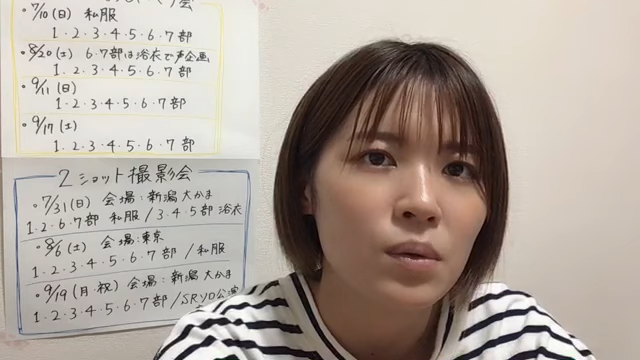 会
・7/10(日) 私服
1・2・3・4・5・6・7部
・8/20(土) 6・7部は浴衣で声企画
1・2・3・4・5・6・7部
・9/11(日)
1・2・3・4・5・6・7部
・9/17(土)
1・2・3・4・5・6・7部
2ショット撮影会
・7/31(日) 会場:新潟 大かま
1・2・6・7部 私服/3・4・5部 浴衣
・8/6(土) 会場:東京
1・2・3・4・5・6・7部 /私服
・9/19(月・祝) 会場:新潟 大かま
1・2・3・4・5・6・7部/SRYO公演